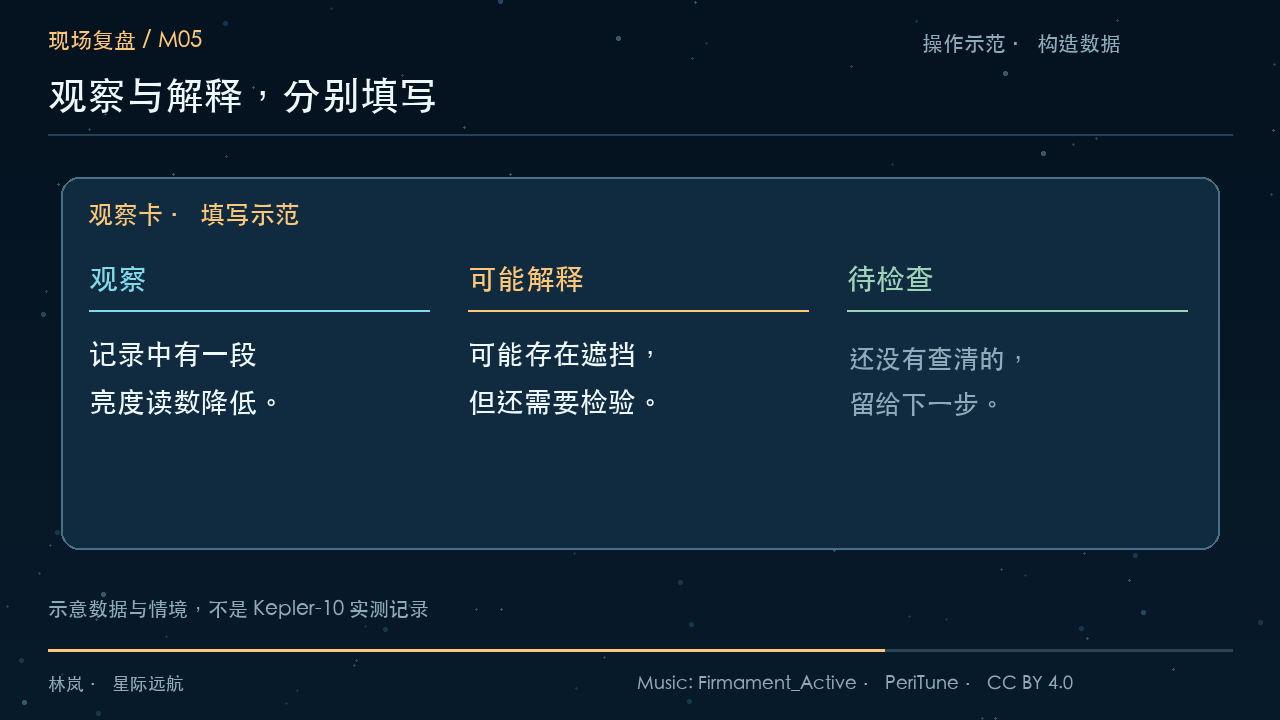 现场复盘 / M05
操作示范 · 构造数据
观察与解释，分别填写
观察卡 · 填写示范
观察
记录中有一段
亮度读数降低。
可能解释
可能存在遮挡，
但还需要检验。
待检查
还没有查清的，
留给下一步。
示意数据与情境，不是 Kepler-10 实测记录
林岚 · 星际远航
Music: Firmament_Active · PeriTune · CC BY 4.0